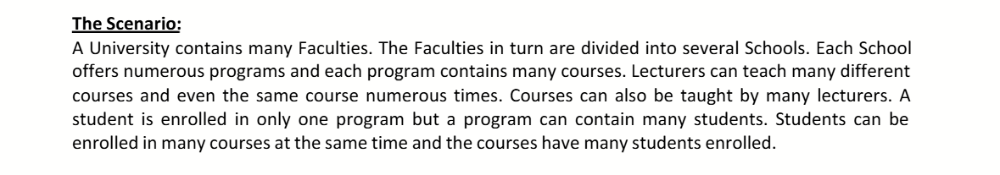 The Scenario:
A University contains many Faculties. The Faculties in turn are divided into several Schools. Each School
offers numerous programs and each program contains many courses. Lecturers can teach many different
courses and even the same course numerous times. Courses can also be taught by many lecturers. A
student is enrolled in only one program but a program can contain many students. Students can be
enrolled in many courses at the same time and the courses have many students enrolled.